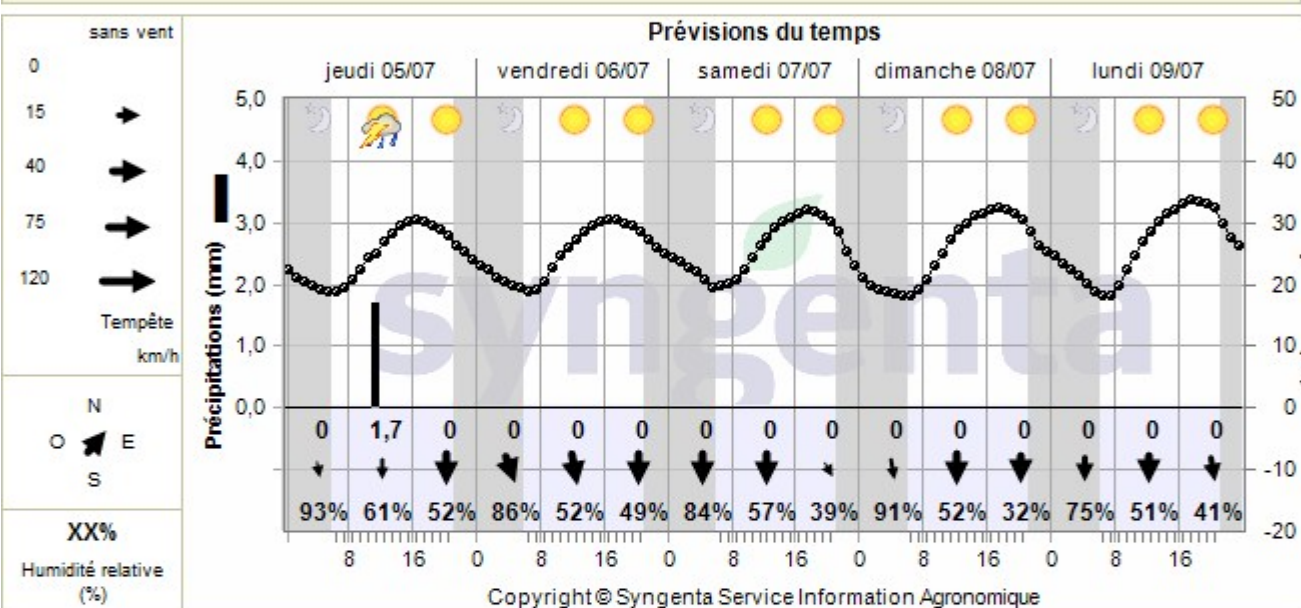 sans vent
0
15
40
75
120
Tempête
km/h
N
O E
S
XX%
Humidité relative
(%)
Prévisions du temps
jeudi 05/07 vendredi 06/07 samedi 07/07 dimanche 08/07 lundi 09/07
Précipitations (mm)
5,0 50
4,0 40
3,0 30
2,0 20
1,0 10
0,0 0
syngenta
0 1,7 0 0 0 0 0 0 0 0 0 0 0 0 0
-10
93% 61% 52% 86% 52% 49% 84% 57% 39% 91% 52% 32% 75% 51% 41%
-20
8 16 0 8 16 0 8 16 0 8 16 0 8 16
Copyright © Syngenta Service Information Agronomique